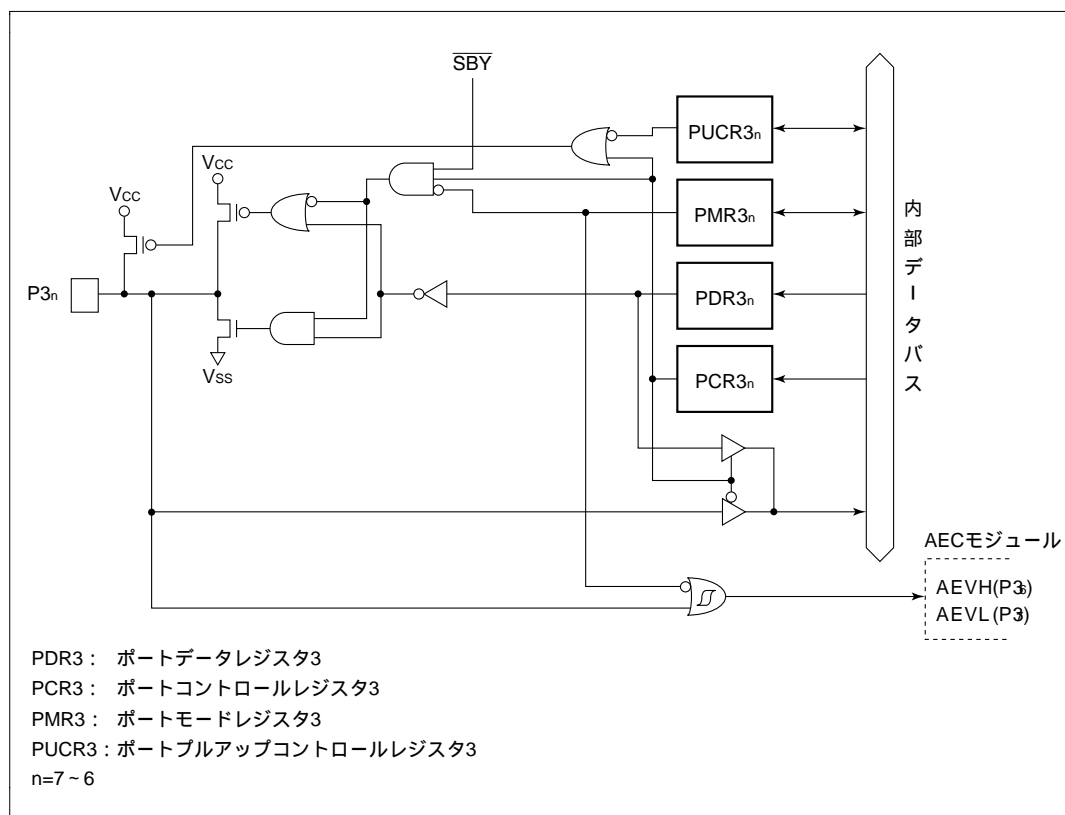 SBY
PUCR3n
VCC
VCC
PMR3n
内部データバス
P3n
PDR3n
VSS
PCR3n
AECモジュール
AEVH(P36)
AEVL(P37)
PDR3： ポートデータレジスタ3
PCR3： ポートコントロールレジスタ3
PMR3： ポートモードレジスタ3
PUCR3：ポートプルアップコントロールレジスタ3
n=7～6